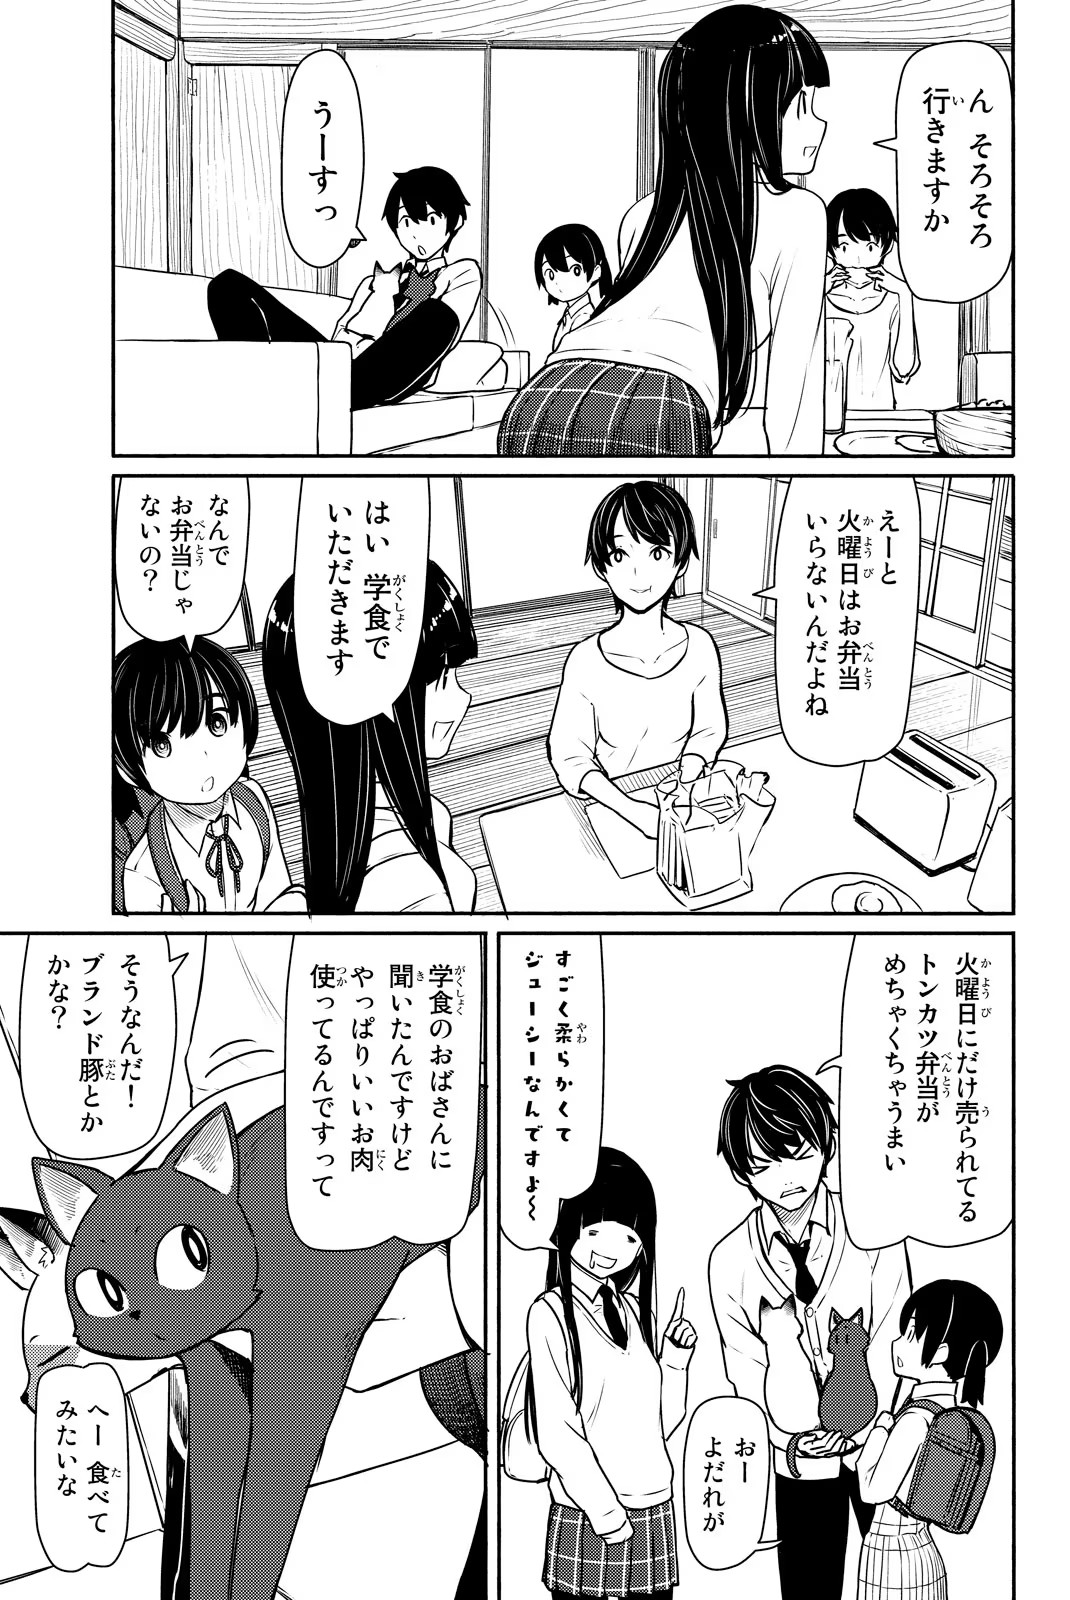 ん そろそろ
行きますか
うーすっ
えーと
火曜日はお弁当
いらないんだよね
はい 学食で
いただきます
なんで
お弁当じゃ
ないの？
火曜日にだけ売られてる
トンカツ弁当が
めちゃくちゃうまい
すごく柔らかくて
ジューシーなんですよ〜
おー
よだれが
学食のおばさんに
聞いたんですけど
やっぱりいいお肉
使ってるんですって
そうなんだ！
ブランド豚とか
かな？
へー 食べて
みたいな